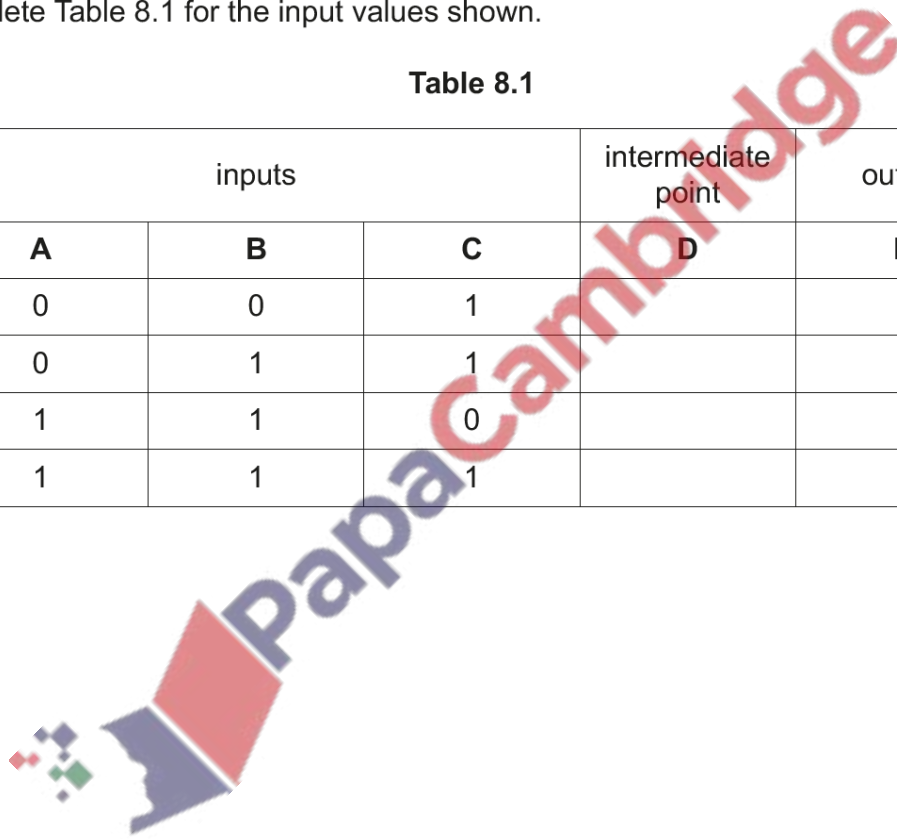 lete Table 8.1 for the input values shown.
Table 8.1
inputs
intermediate
point
ou
A B C D
0 0 1
0 1 1
1 1 0
1 1 1
PapaCambridge